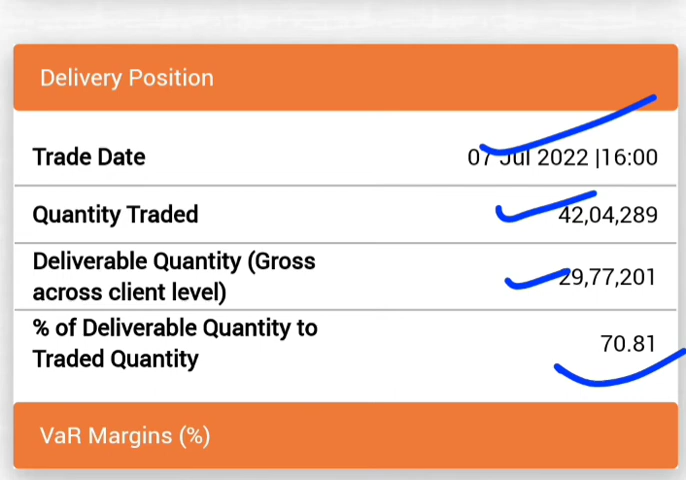 Delivery Position
Trade Date
07 Jul 2022 |16:00
Quantity Traded
42,04,289
Deliverable Quantity (Gross
across client level)
29,77,201
% of Deliverable Quantity to
Traded Quantity
70.81
VaR Margins (%)